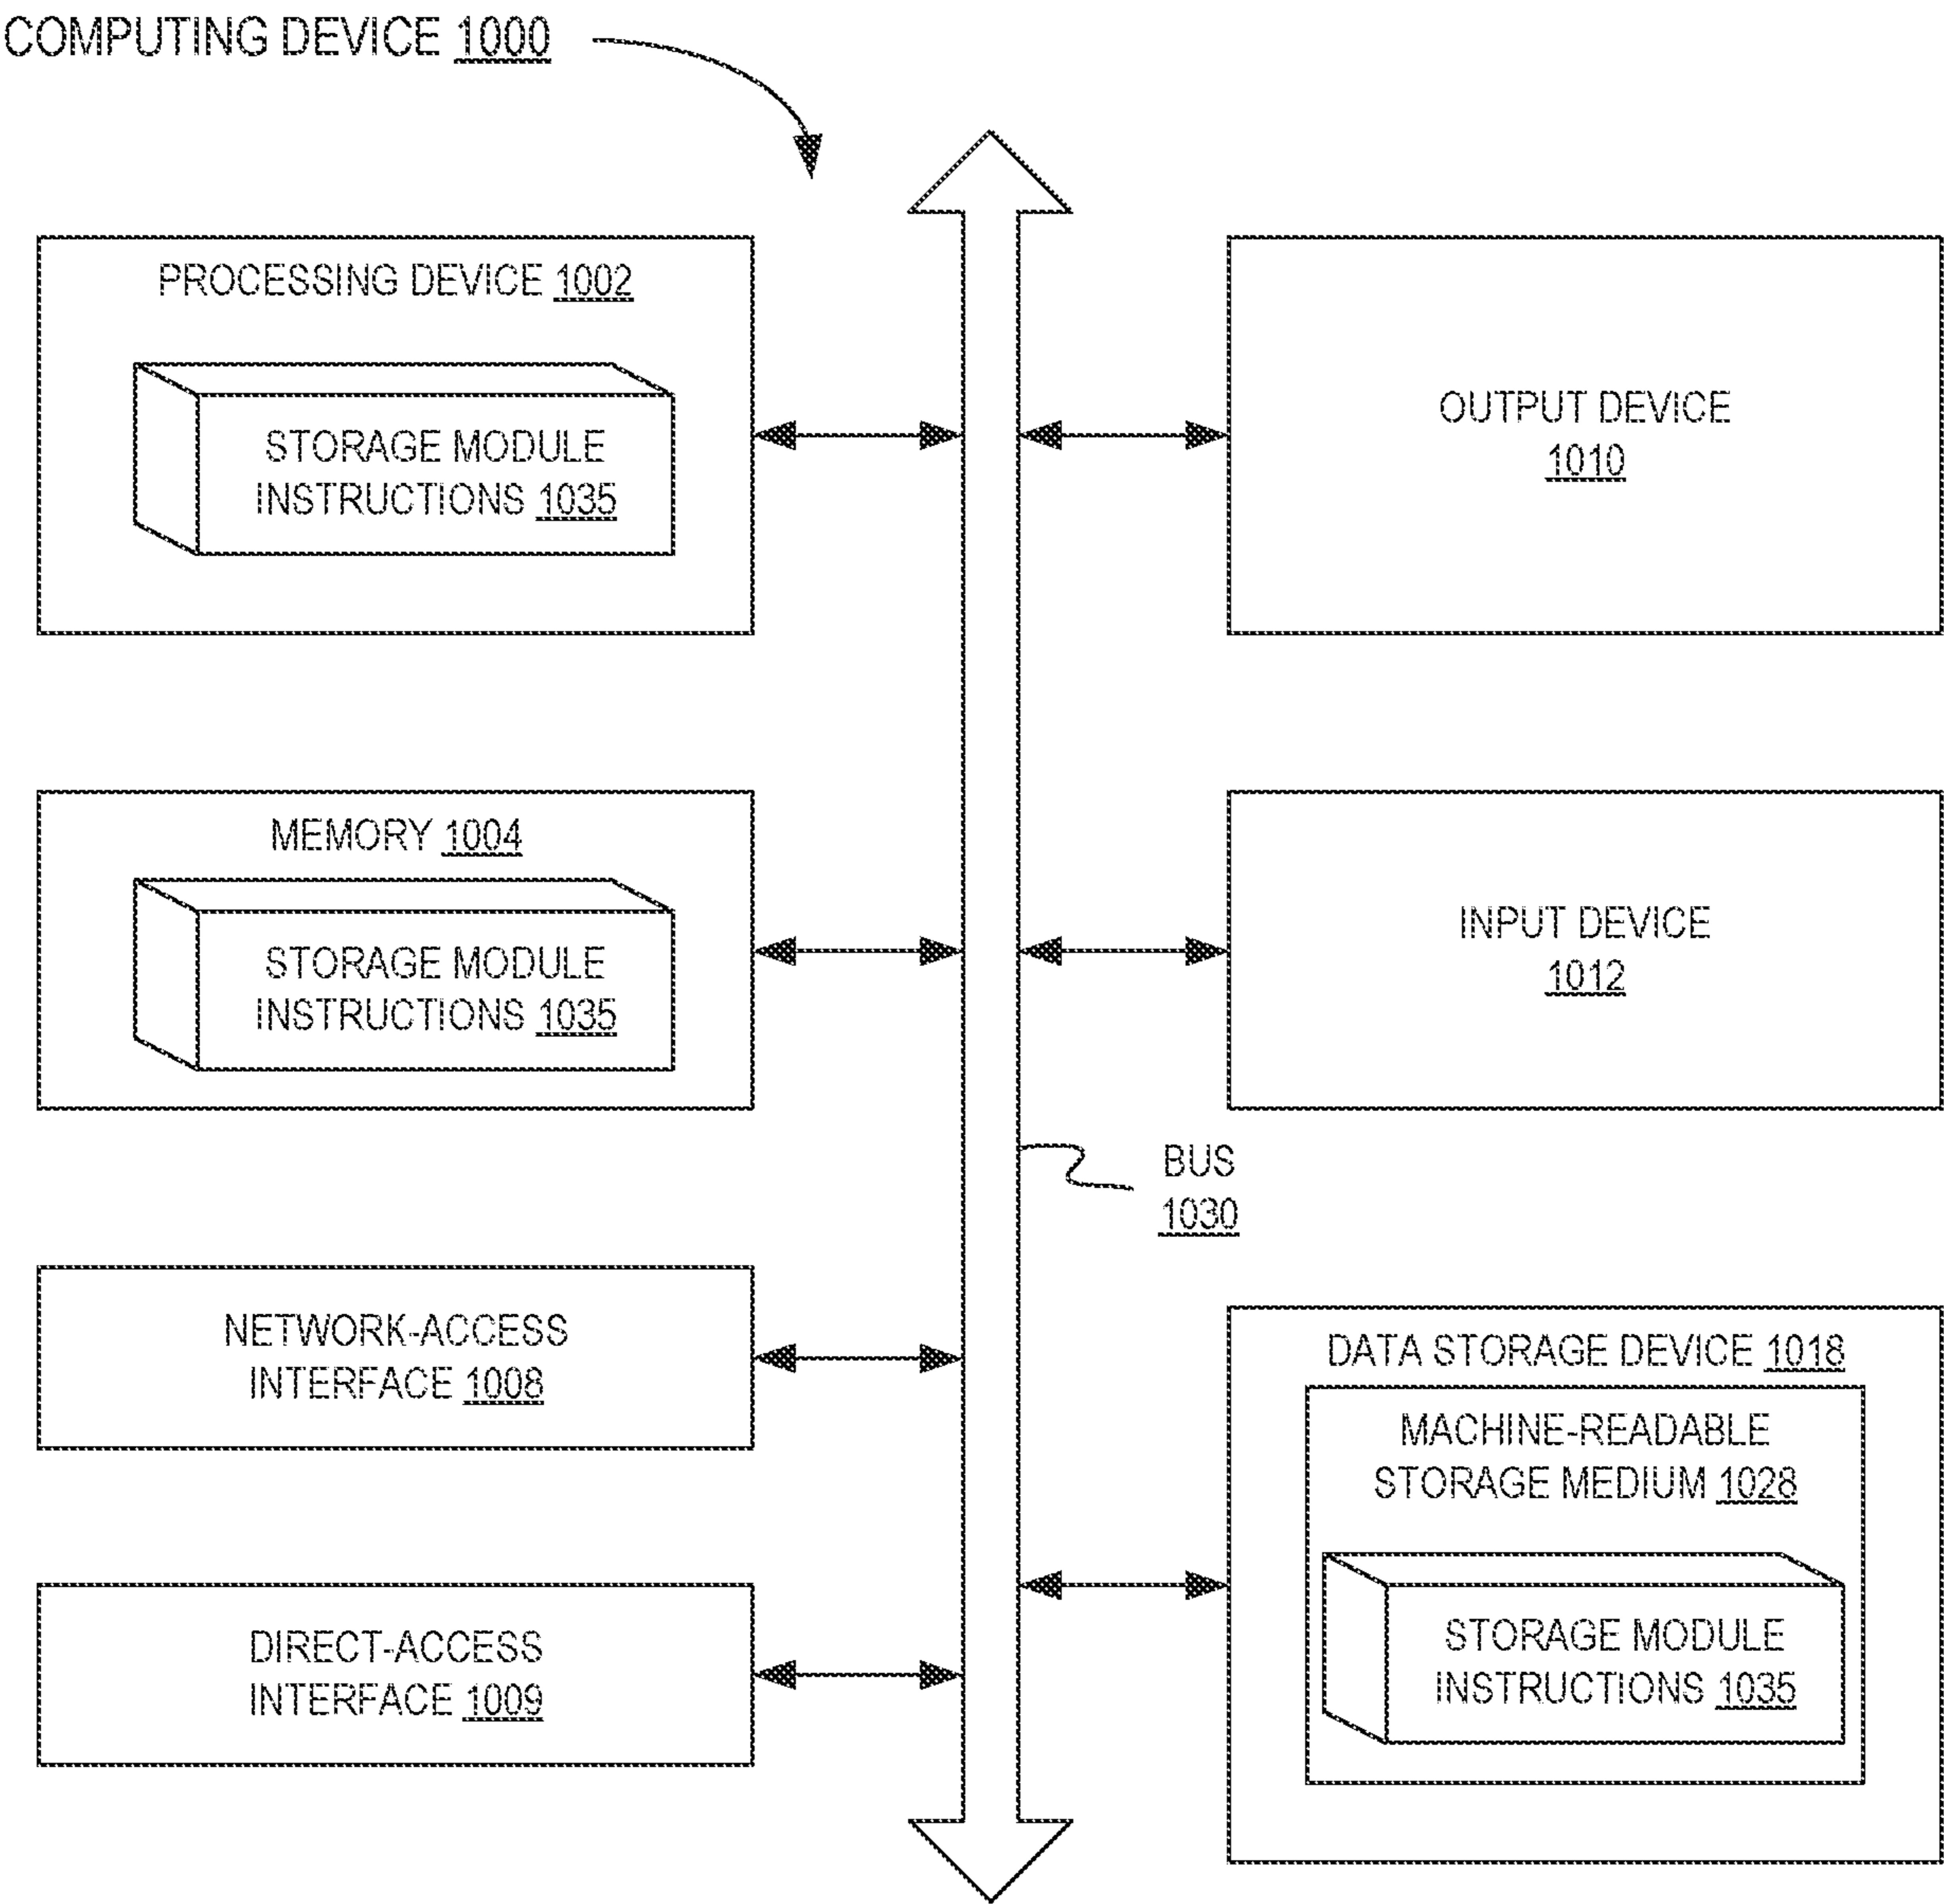 COMPUTING DEVICE 1000
PROCESSING DEVICE 1002
STORAGE MODULE
INSTRUCTIONS 1035
OUTPUT DEVICE
1010
MEMORY 1004
STORAGE MODULE
INSTRUCTIONS 1035
INPUT DEVICE
1012
BUS
1030
NETWORK-ACCESS
INTERFACE 1008
DATA STORAGE DEVICE 1018
MACHINE-READABLE
STORAGE MEDIUM 1028
STORAGE MODULE
INSTRUCTIONS 1035
DIRECT-ACCESS
INTERFACE 1009